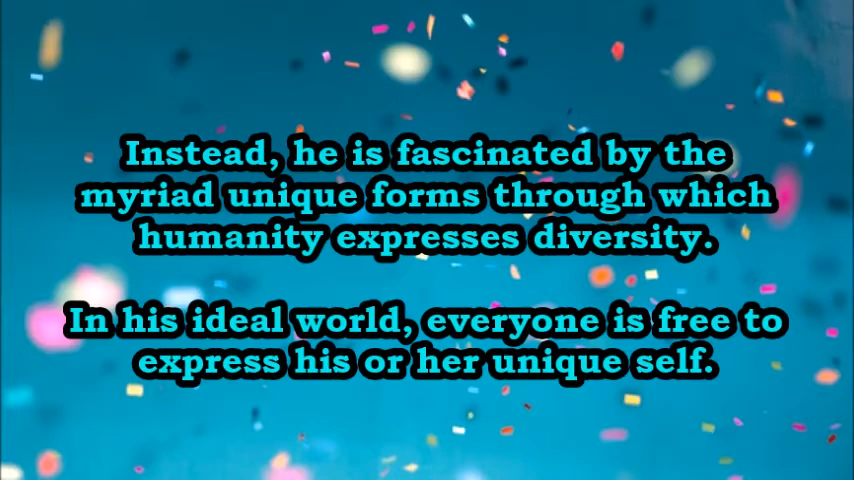 Instead, he is fascinated by the
myriad unique forms through which
humanity expresses diversity.
In his ideal world, everyone is free to
express his or her unique self.